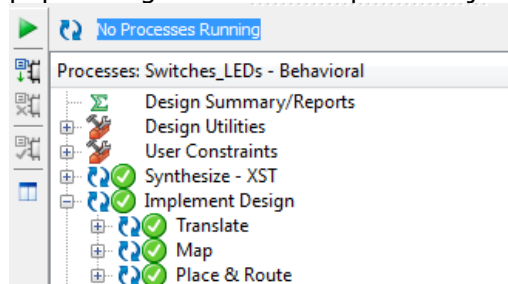 No Processes Running
Processes: Switches_LEDs - Behavioral
Design Summary/Reports
Design Utilities
User Constraints
Synthesize - XST
Implement Design
Translate
Map
Place & Route